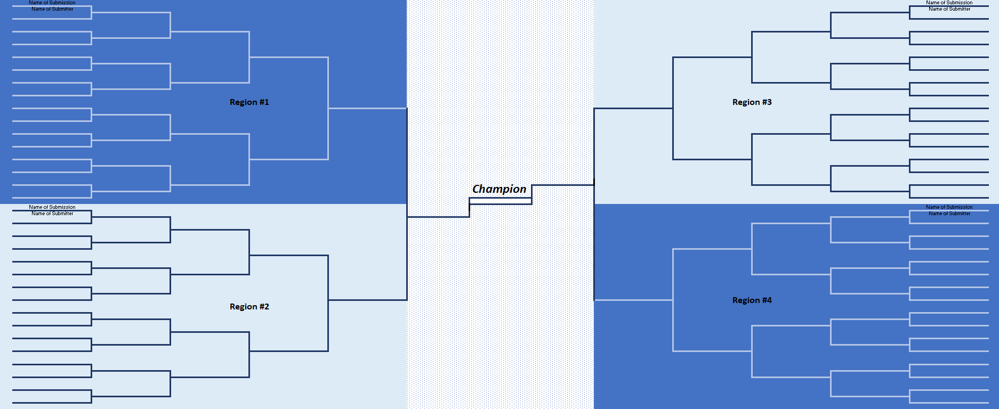 Name of Submission
Name of Submitter
Region #1
Name of Submission
Name of Submitter
Region #2
Champion
Name of Submission
Name of Submitter
Region #3
Name of Submission
Name of Submitter
Region #4